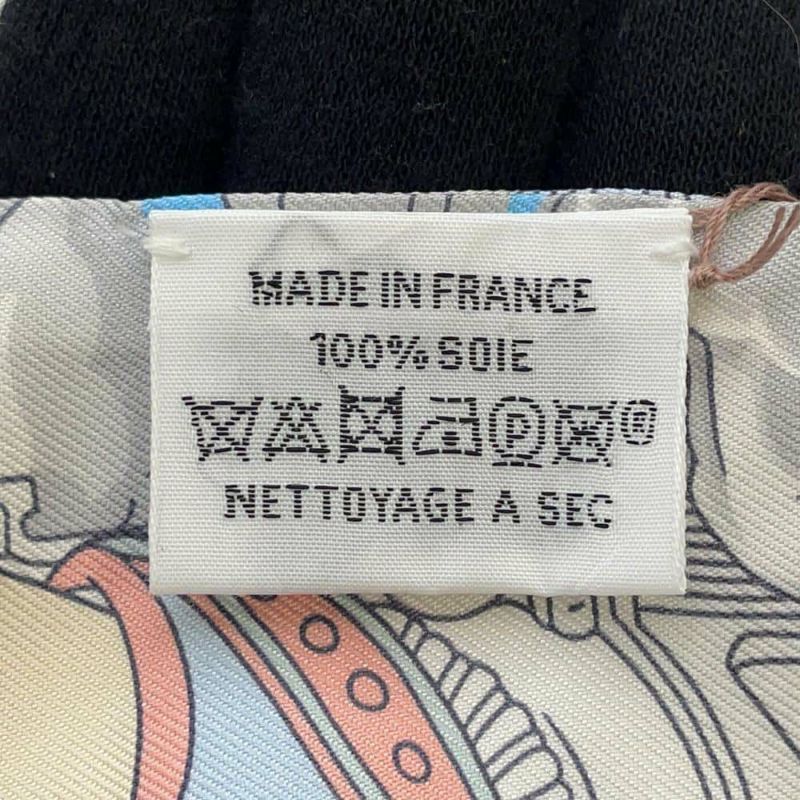 MADE IN FRANCE
100% SOIE
P ®
NETTOYAGE A SEC